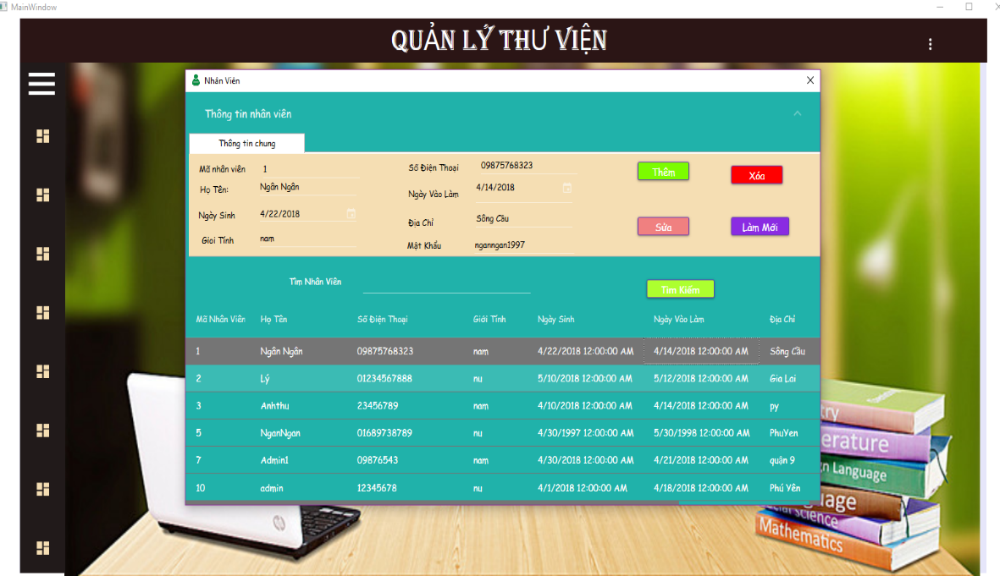 MainWindow
QUẢN LÝ THƯ VIỆN
Nhân Viên
Thông tin nhân viên
Thông tin chung
Mã nhân viên 1 Số Điện Thoại 09875768323 Thêm Xóa
Họ Tên: Ngân Ngân Ngày Vào Làm 4/14/2018
Ngày Sinh 4/22/2018 Địa Chỉ Sông Cầu Sửa Làm Mới
Giới Tính nam Mật Khẩu nganngan1997
Tìm Nhân Viên Tìm Kiếm
Mã Nhân Viên Họ Tên Số Điện Thoại Giới Tính Ngày Sinh Ngày Vào Làm Địa Chỉ
1 Ngân Ngân 09875768323 nam 4/22/2018 12:00:00 AM 4/14/2018 12:00:00 AM Sông Cầu
2 Lý 01234567888 nu 5/10/2018 12:00:00 AM 5/12/2018 12:00:00 AM Gia Lai
3 Anhthu 23456789 nam 4/10/2018 12:00:00 AM 4/14/2018 12:00:00 AM py
5 NganNgan 01689738789 nu 4/30/1997 12:00:00 AM 5/30/1998 12:00:00 AM PhuYen
7 Admin1 09876543 nam 4/30/2018 12:00:00 AM 4/21/2018 12:00:00 AM quận 9
10 admin 12345678 nu 4/1/2018 12:00:00 AM 4/18/2018 12:00:00 AM Phú Yên
try
erature
n Language
uage
Social Science
Mathematics